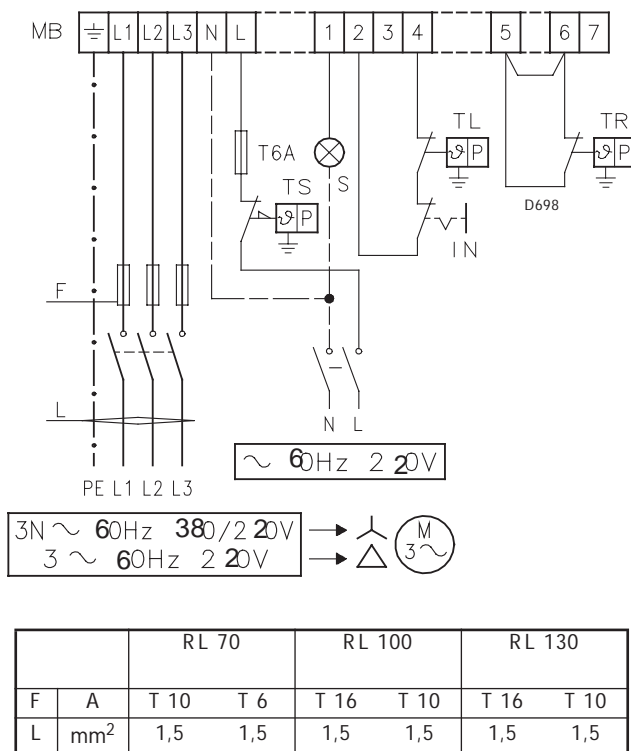 MB ⏚ L1 L2 L3 N L 1 2 3 4 5 6 7
TL TR
T6A ϑ P ϑ P
TS S
ϑ P D698
IN
F
L
N L
~ 60Hz 220V
PE L1 L2 L3
3N ~ 60Hz 380/220V M
3 ~ 60Hz 220V 3~
RL 70 RL 100 RL 130
F A T 10 T 6 T 16 T 10 T 16 T 10
L mm² 1,5 1,5 1,5 1,5 1,5 1,5